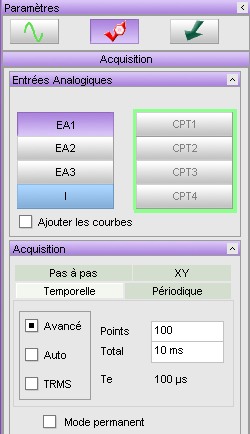 Paramètres
Acquisition
Entrées Analogiques
EA1 CPT1
EA2 CPT2
EA3 CPT3
I CPT4
Ajouter les courbes
Acquisition
Pas à pas XY
Temporelle Périodique
Avancé Points 100
Auto Total 10 ms
TRMS Te 100 µs
Mode permanent